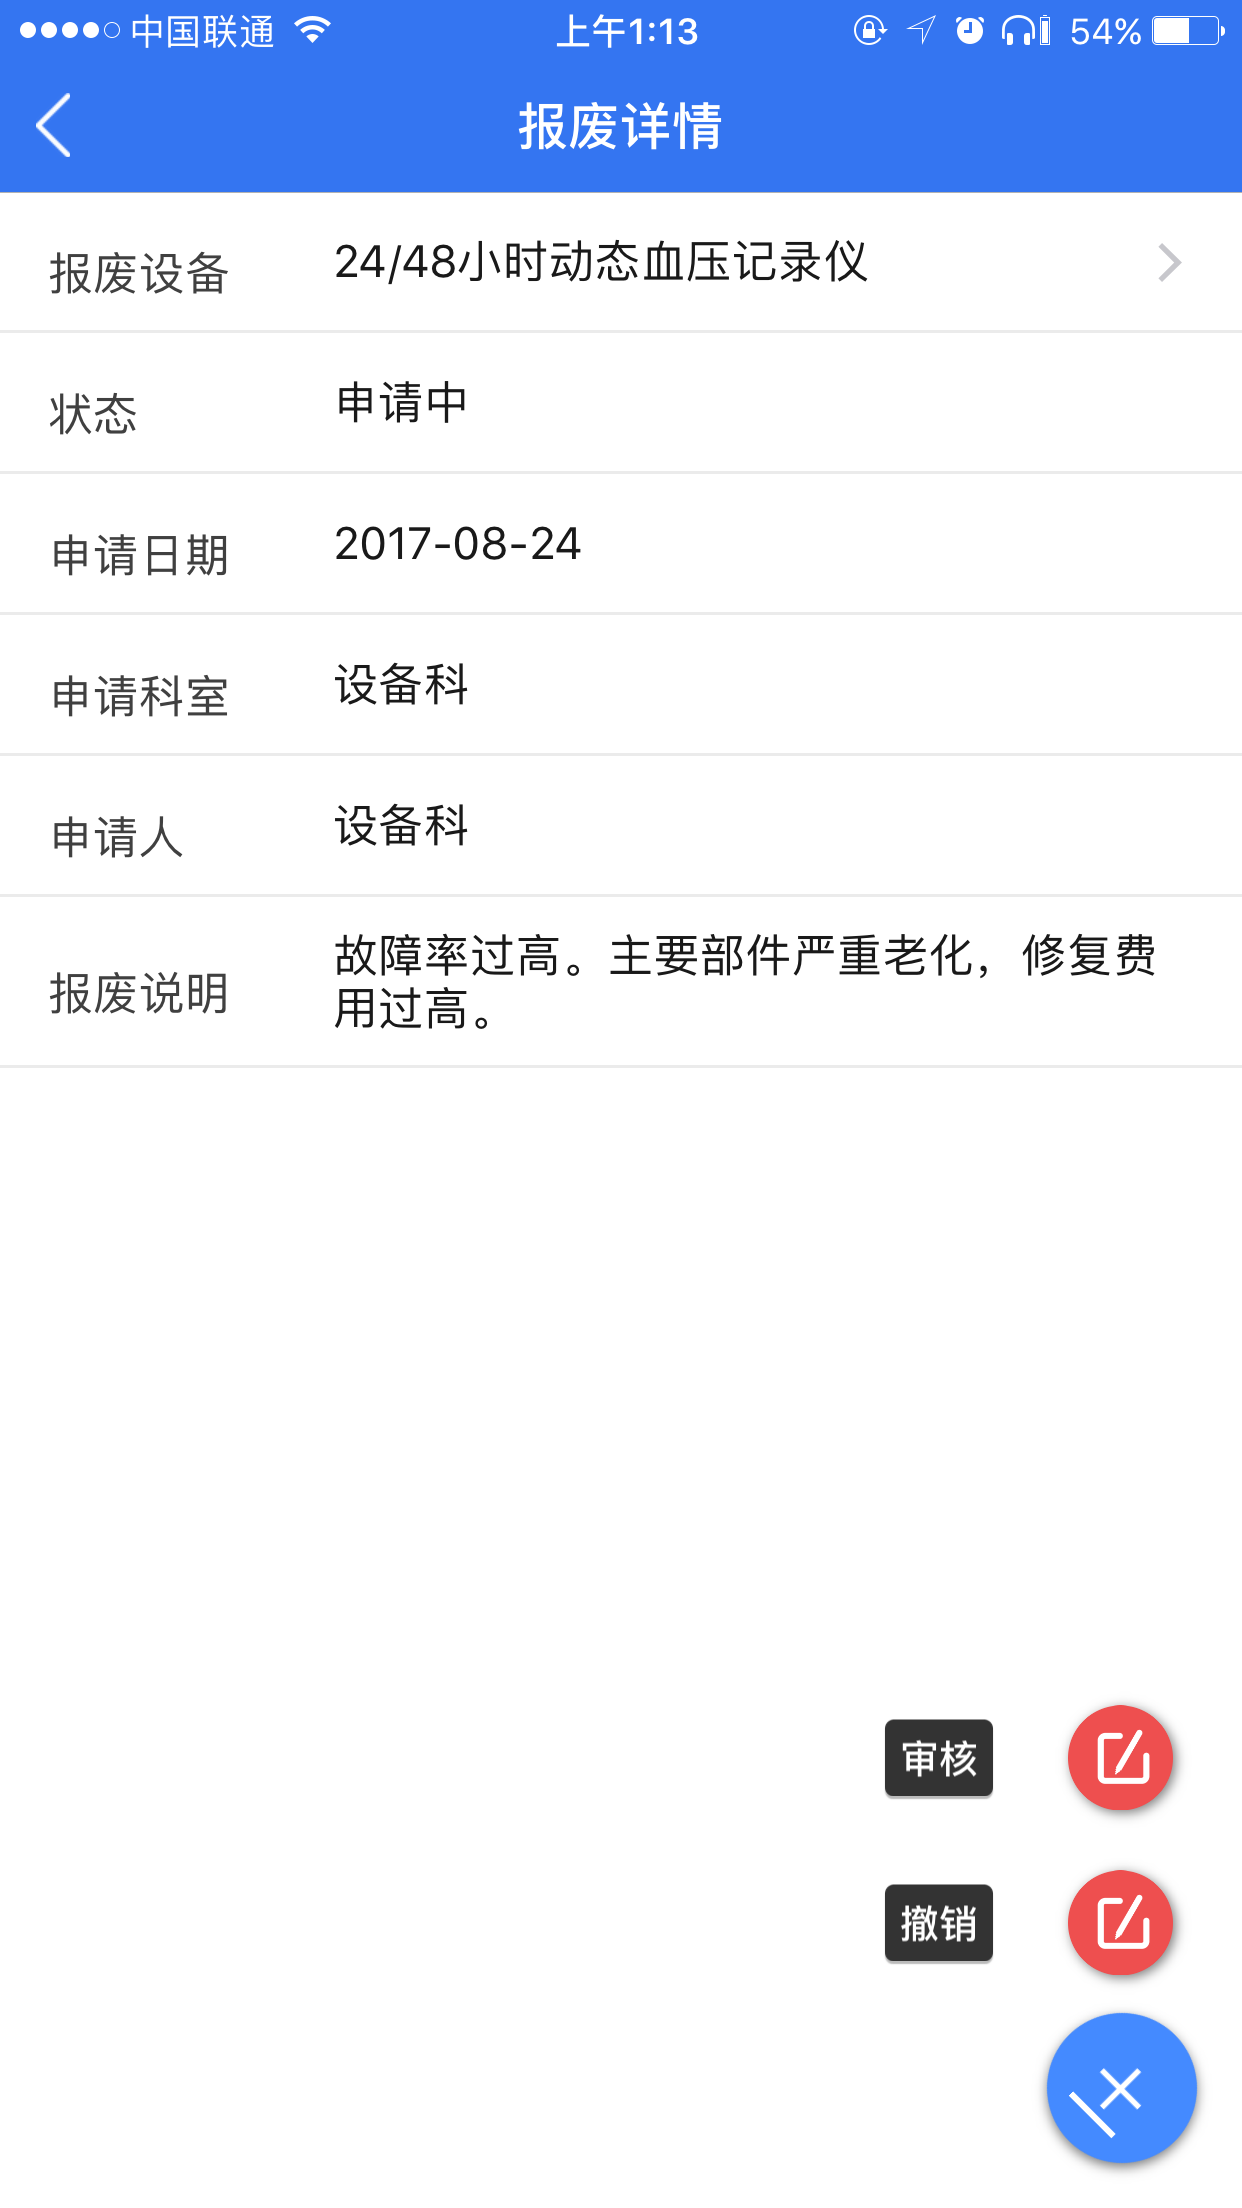 中国联通 上午1:13 54%
报废详情
报废设备 24/48小时动态血压记录仪
状态 申请中
申请日期 2017-08-24
申请科室 设备科
申请人 设备科
报废说明 故障率过高。主要部件严重老化，修复费
用过高。
审核
撤销